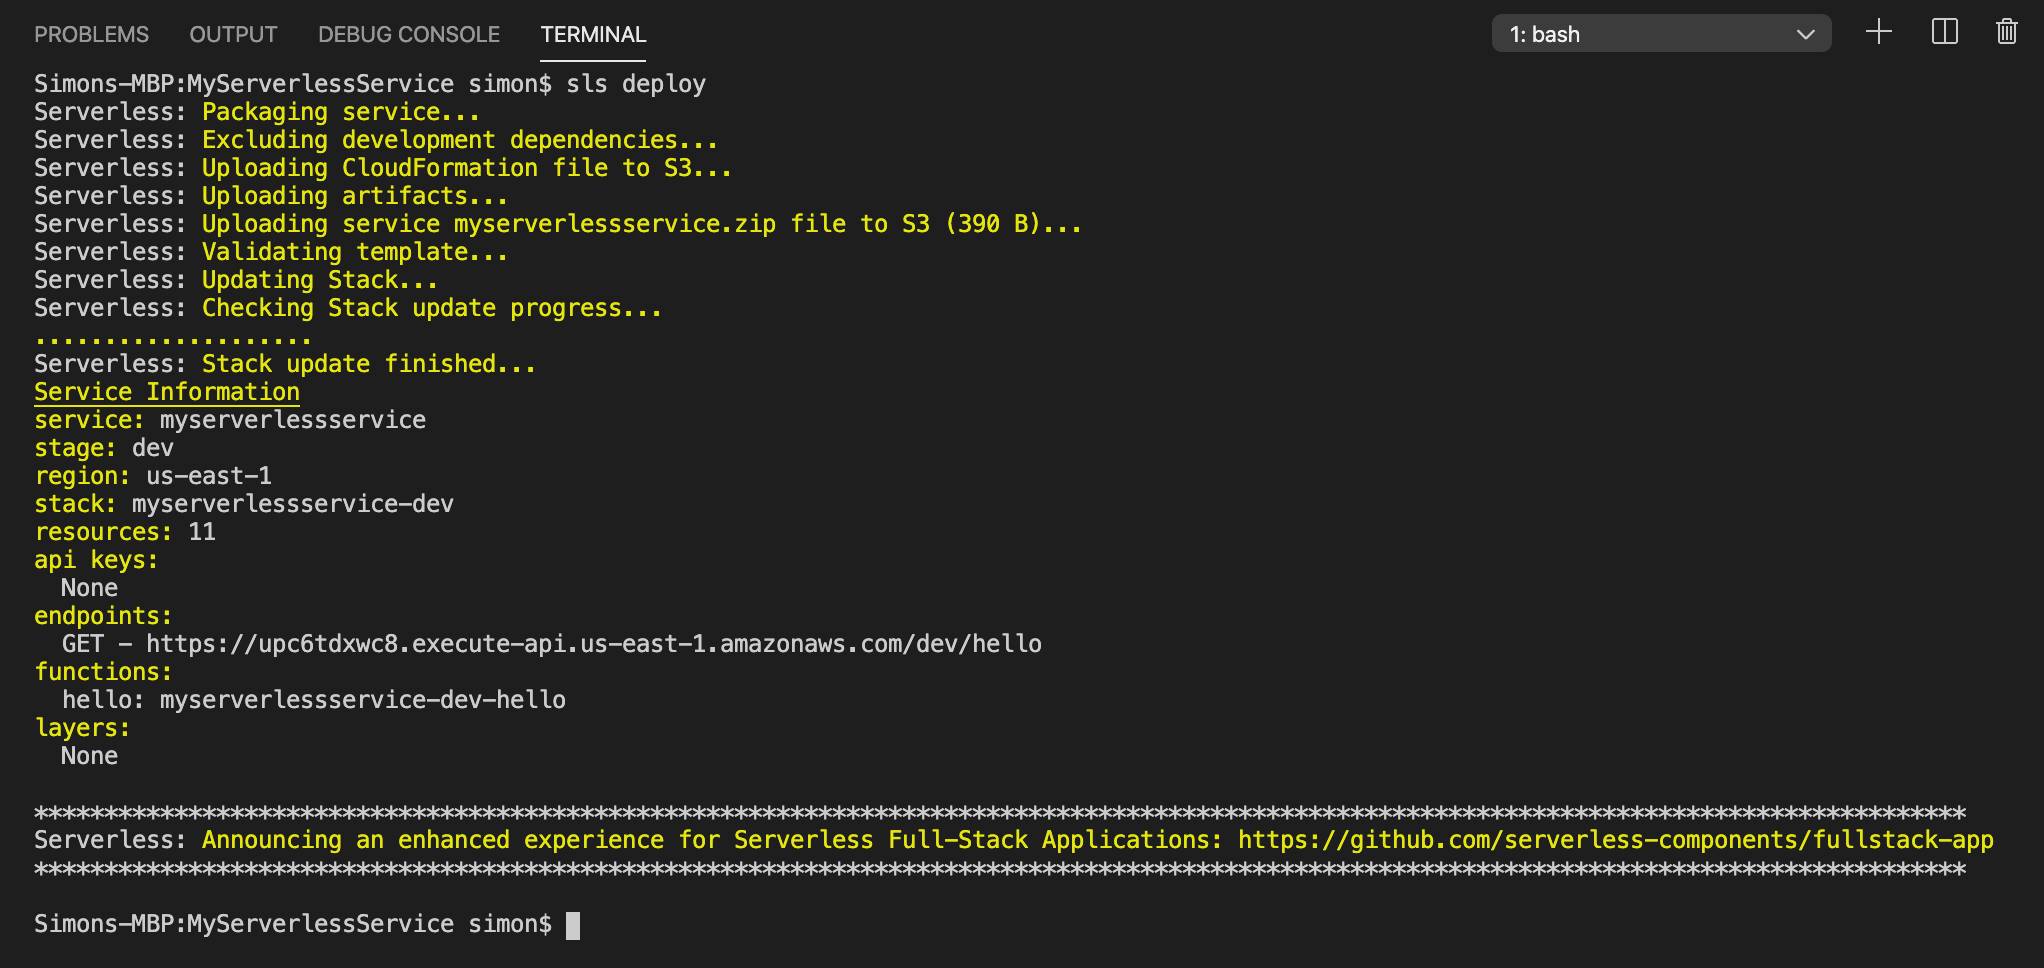 PROBLEMS OUTPUT DEBUG CONSOLE TERMINAL 1: bash
Simons-MBP:MyServerlessService simon$ sls deploy
Serverless: Packaging service...
Serverless: Excluding development dependencies...
Serverless: Uploading CloudFormation file to S3...
Serverless: Uploading artifacts...
Serverless: Uploading service myserverlessservice.zip file to S3 (390 B)...
Serverless: Validating template...
Serverless: Updating Stack...
Serverless: Checking Stack update progress...
....................
Serverless: Stack update finished...
Service Information
service: myserverlessservice
stage: dev
region: us-east-1
stack: myserverlessservice-dev
resources: 11
api keys:
  None
endpoints:
  GET - https://upc6tdxwc8.execute-api.us-east-1.amazonaws.com/dev/hello
functions:
  hello: myserverlessservice-dev-hello
layers:
  None
******************************************************************************************************************************************
Serverless: Announcing an enhanced experience for Serverless Full-Stack Applications: https://github.com/serverless-components/fullstack-app
******************************************************************************************************************************************
Simons-MBP:MyServerlessService simon$